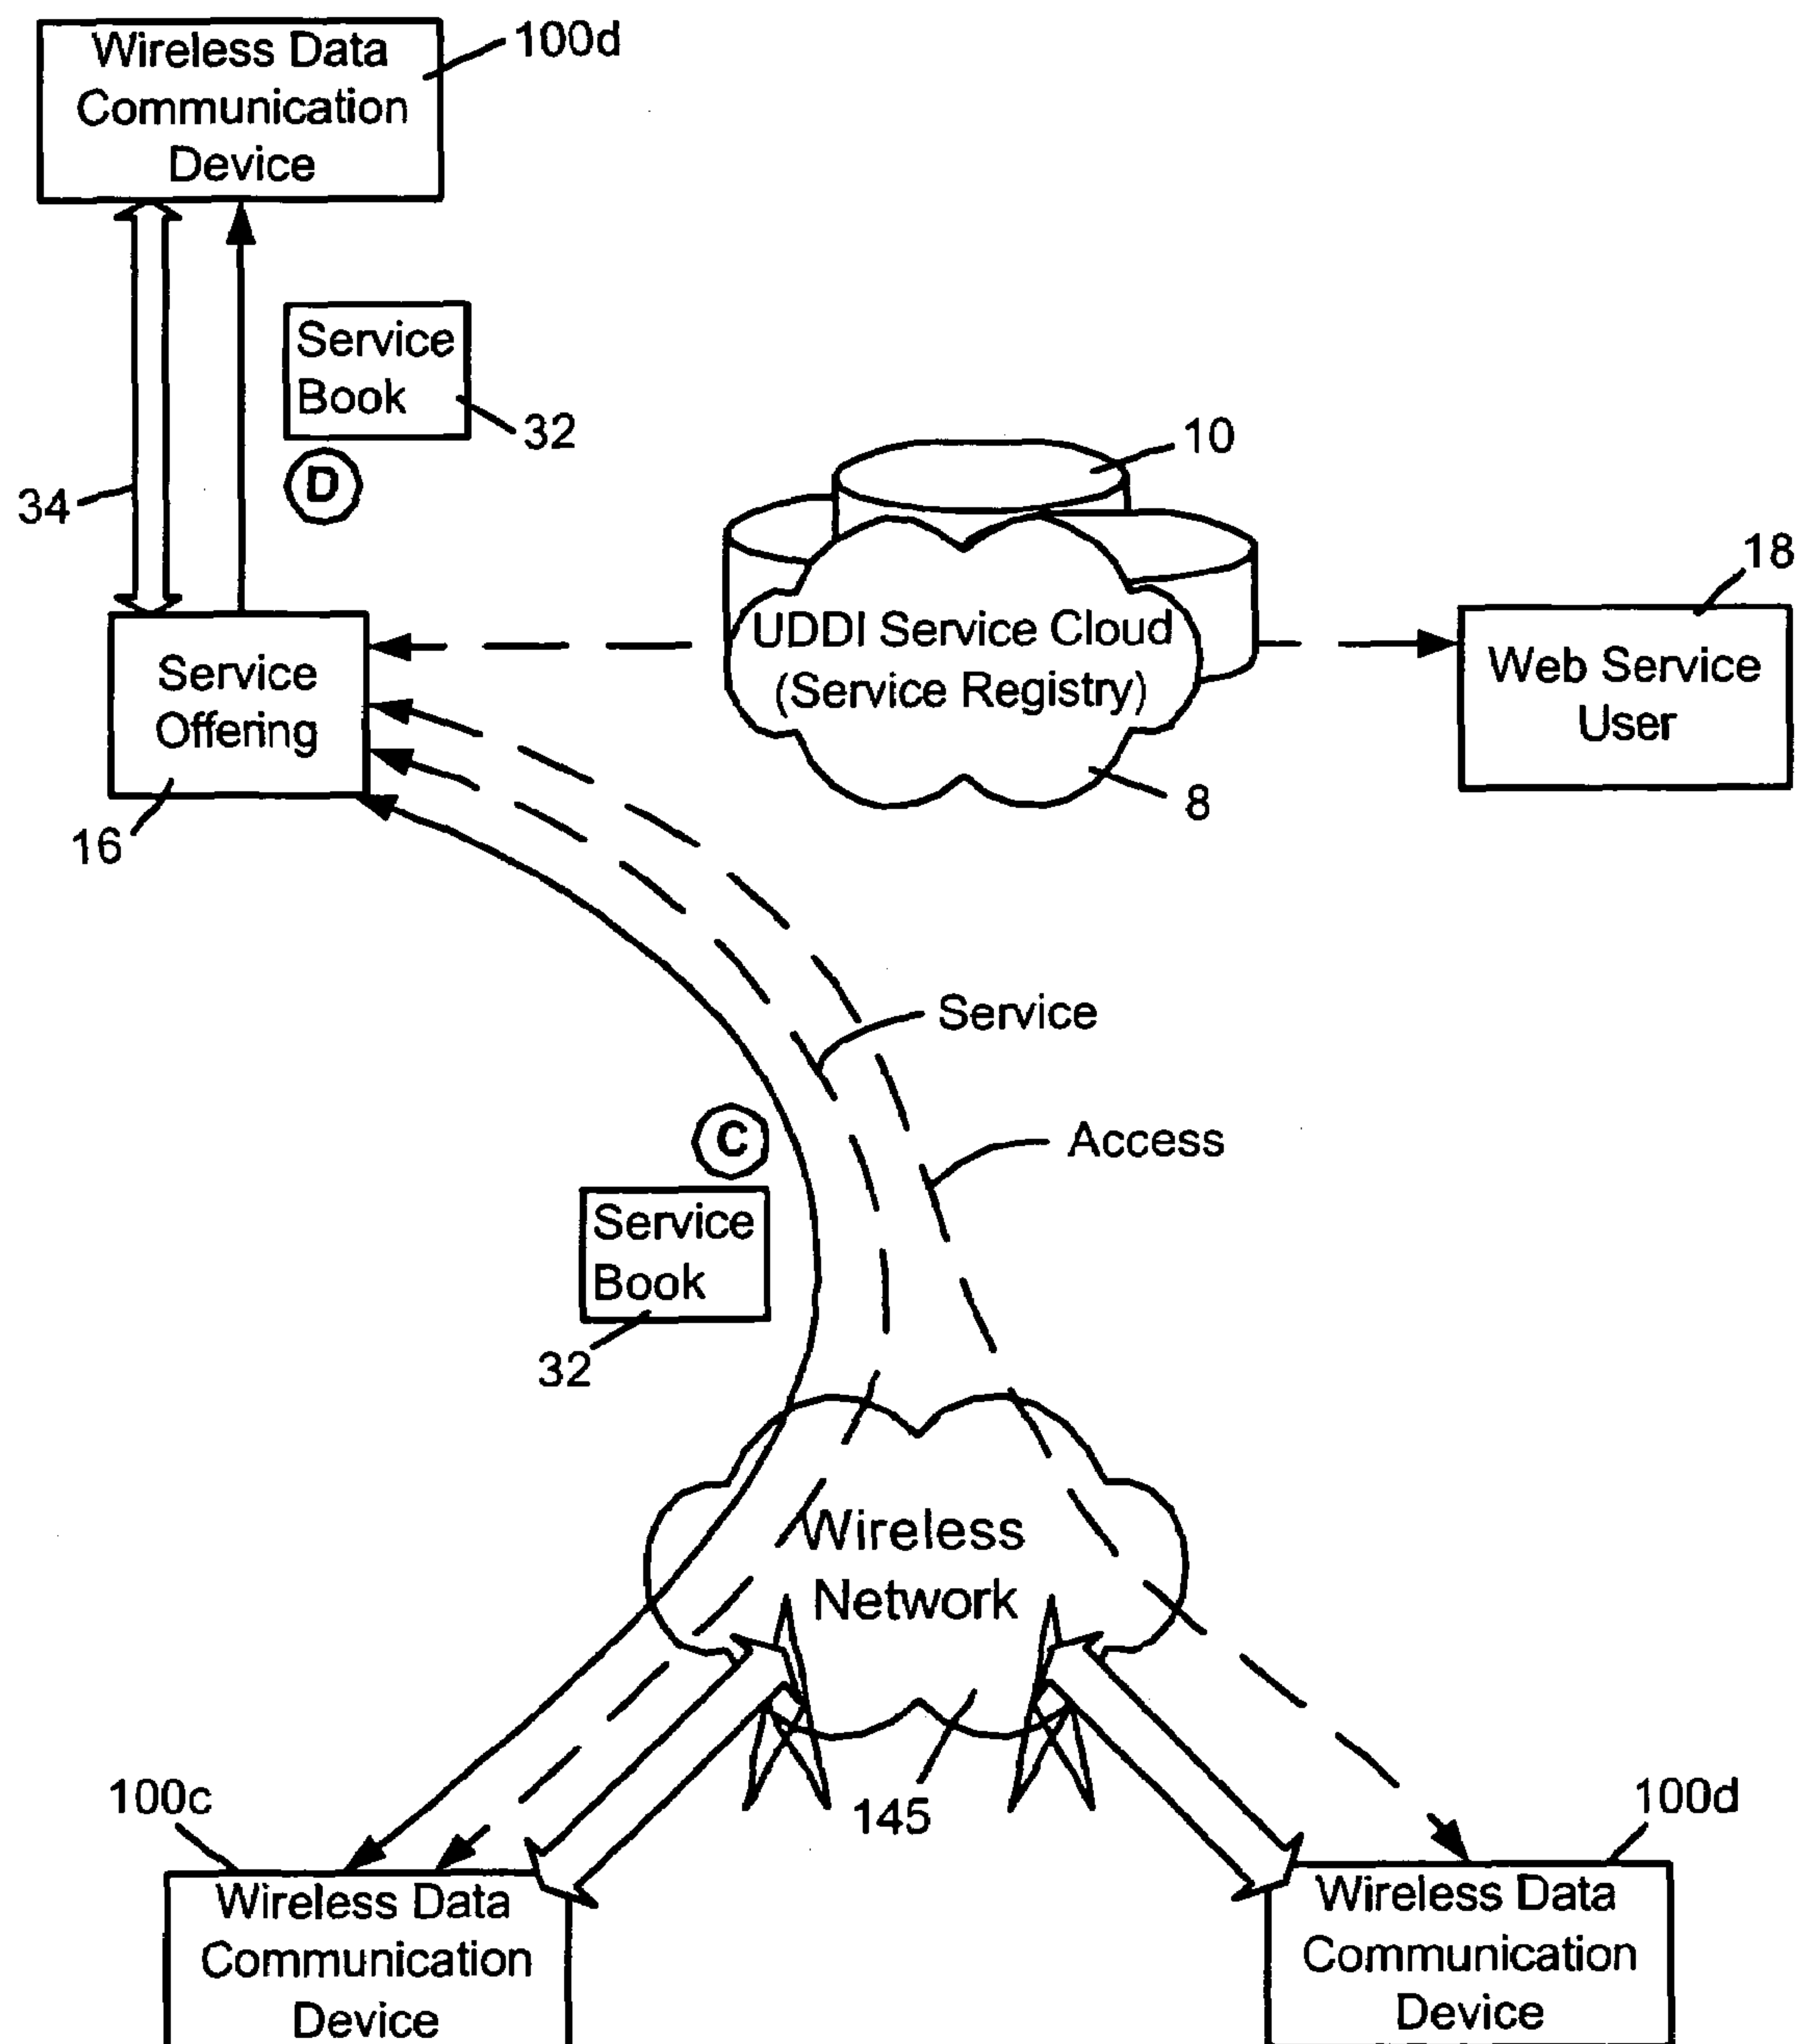 Wireless Data
Communication
Device
100d
Service
Book
32
D
34
10
UDDI Service Cloud
(Service Registry)
8
18
Web Service
User
Service
Offering
16
Service
Access
C
Service
Book
32
Wireless
Network
145
100c
Wireless Data
Communication
Device
100d
Wireless Data
Communication
Device